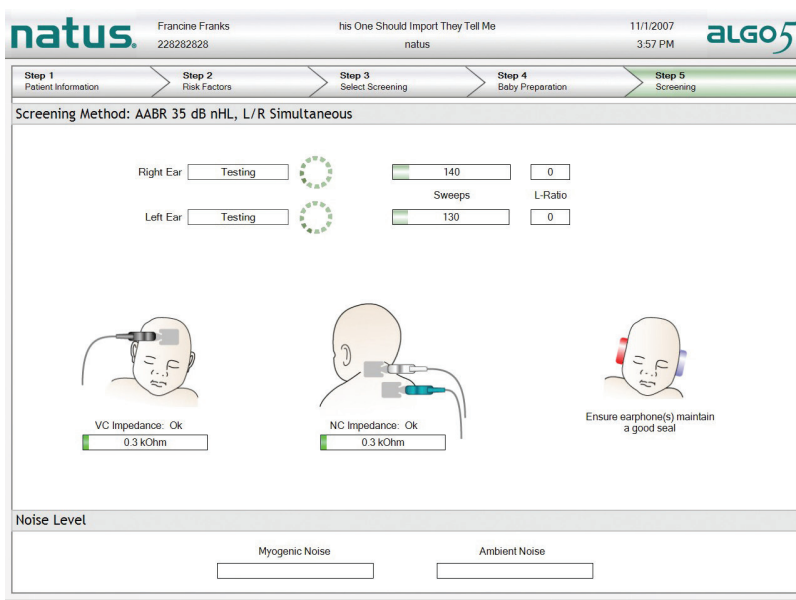 natus.
Francine Franks
his One Should Import They Tell Me
11/1/2007
ALGO5
228282828
natus
3:57 PM
Step 1
Patient Information
Step 2
Risk Factors
Step 3
Select Screening
Step 4
Baby Preparation
Step 5
Screening
Screening Method: AABR 35 dB nHL, L/R Simultaneous
Right Ear Testing 140 0
Sweeps L-Ratio
Left Ear Testing 130 0
VC Impedance: Ok
0.3 kOhm
NC Impedance: Ok
0.3 kOhm
Ensure earphone(s) maintain
a good seal
Noise Level
Myogenic Noise Ambient Noise